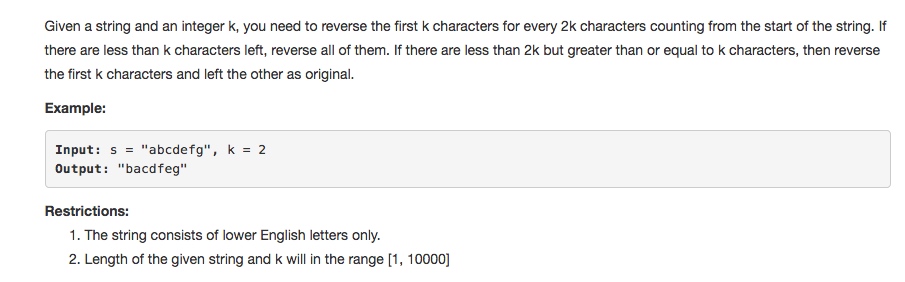 Given a string and an integer k, you need to reverse the first k characters for every 2k characters counting from the start of the string. If
there are less than k characters left, reverse all of them. If there are less than 2k but greater than or equal to k characters, then reverse
the first k characters and left the other as original.
Example:
Input: s = "abcdefg", k = 2
Output: "bacdfeg"
Restrictions:
1. The string consists of lower English letters only.
2. Length of the given string and k will in the range [1, 10000]